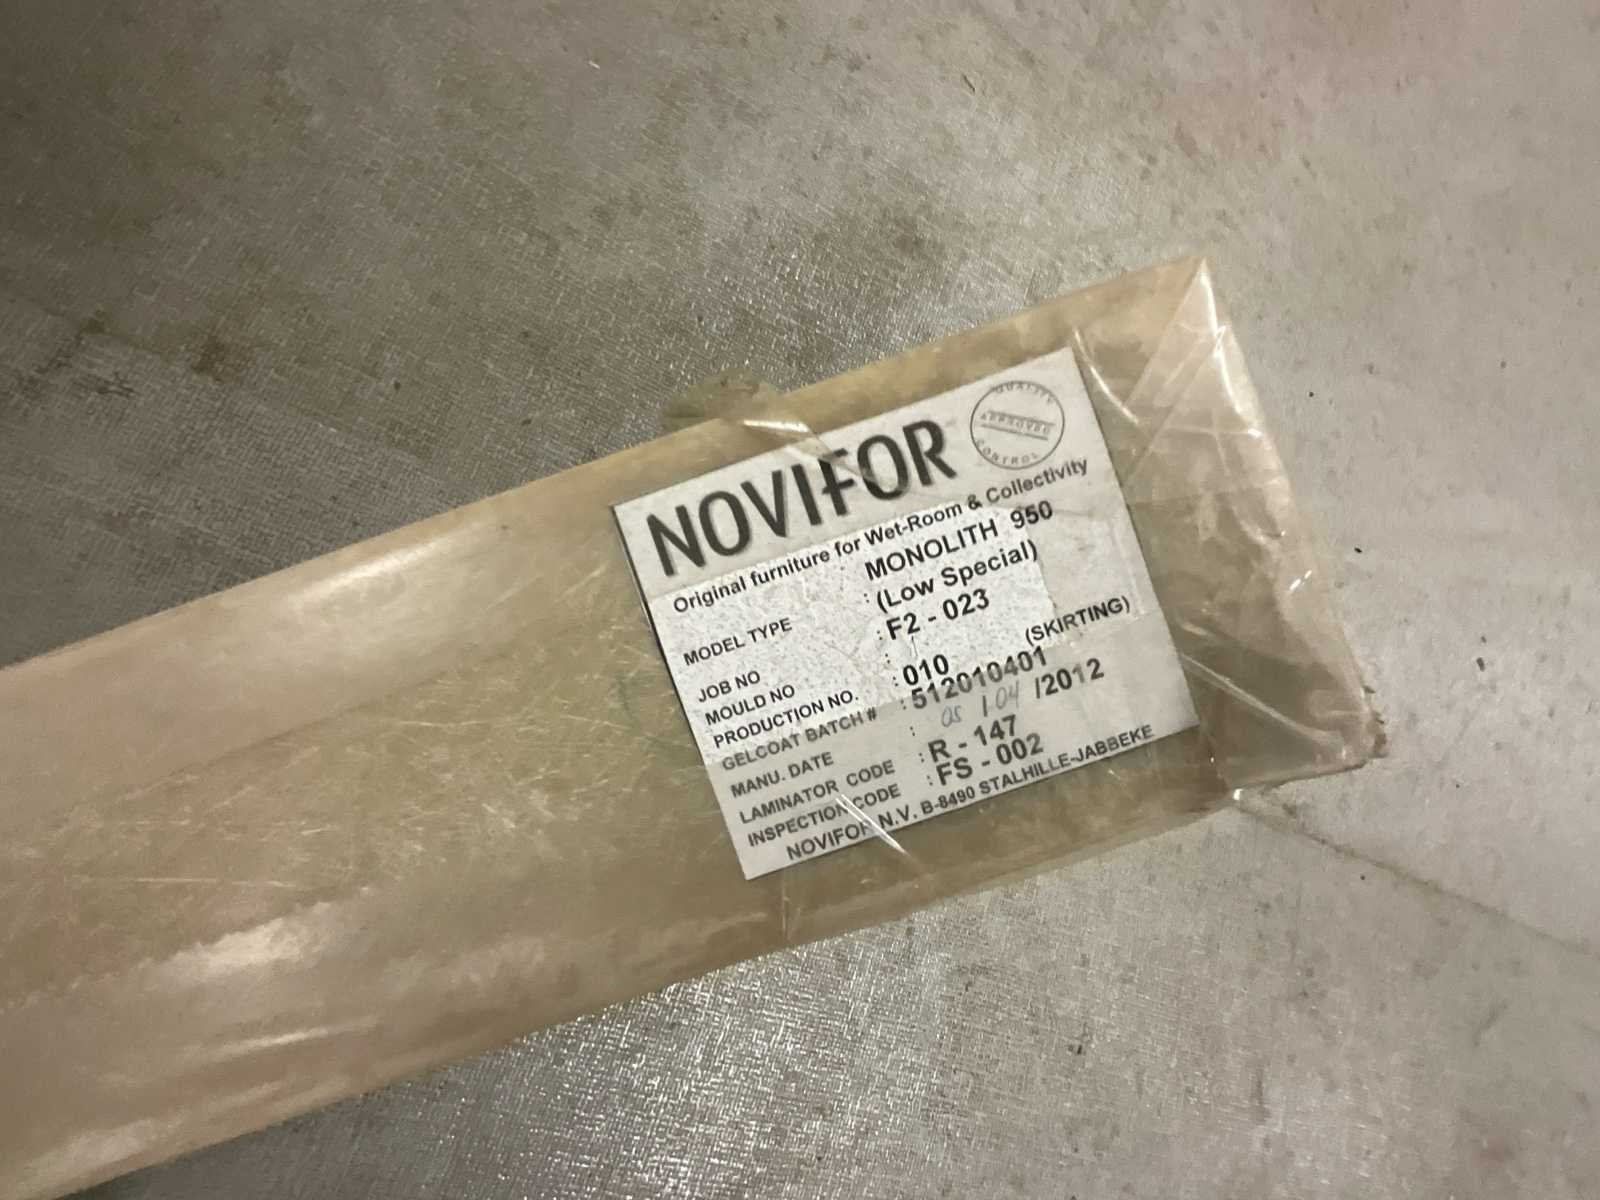 NOVIFOR
QUALITY
APPROVED
CONTROL
Original furniture for Wet-Room & Collectivity
MODEL TYPE : MONOLITH 950
(Low Special)
JOB NO : F2 - 023
MOULD NO :
PRODUCTION NO. : 010 (SKIRTING)
GELCOAT BATCH # : 512010401
MANU. DATE : 05 / 04 /2012
LAMINATOR CODE : R - 147
INSPECTION CODE : FS - 002
NOVIFOR N.V. B-8490 STALHILLE-JABBEKE